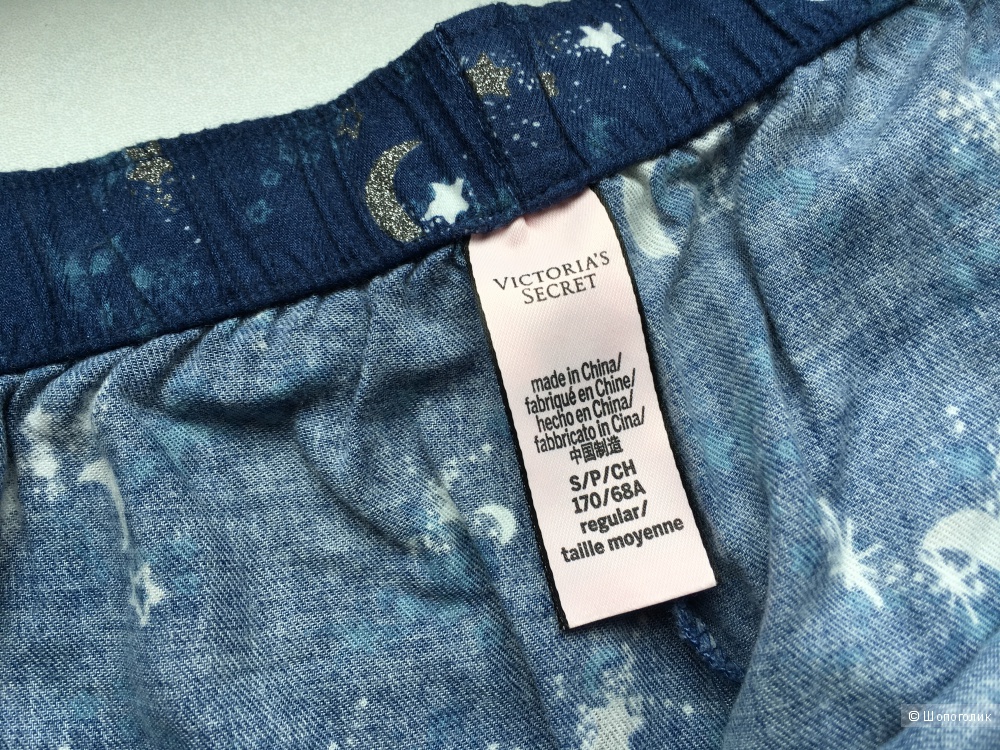 VICTORIA'S
SECRET
made in China/
fabriqué en Chine/
hecho en China/
fabbricato in Cina/
中国制造
S/P/CH
170/68A
regular/
taille moyenne
© Шопоголик